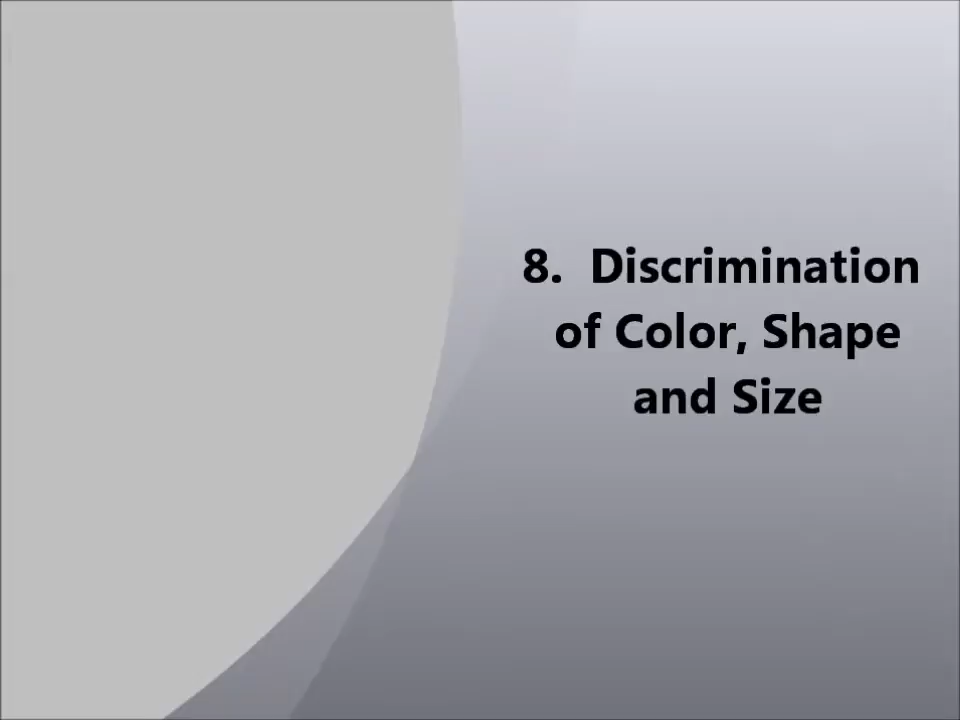 8.  Discrimination
of Color, Shape
and Size